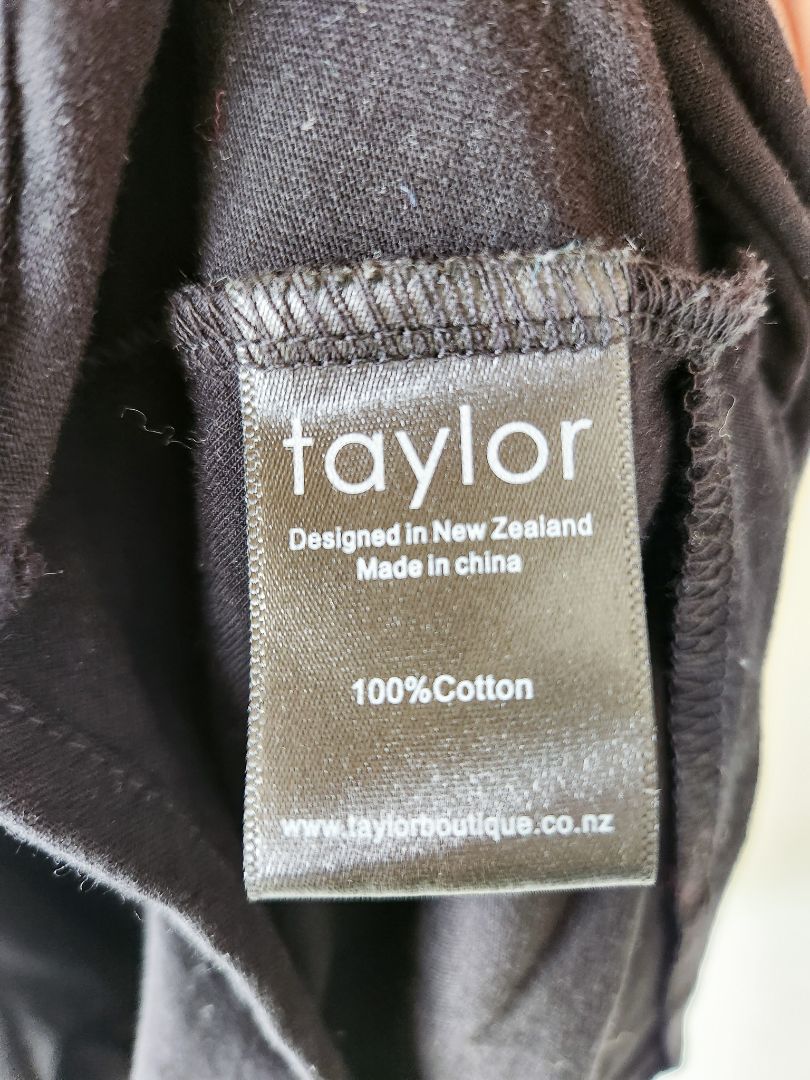 taylor
Designed in New Zealand
Made in china
100%Cotton
www.taylorboutique.co.nz